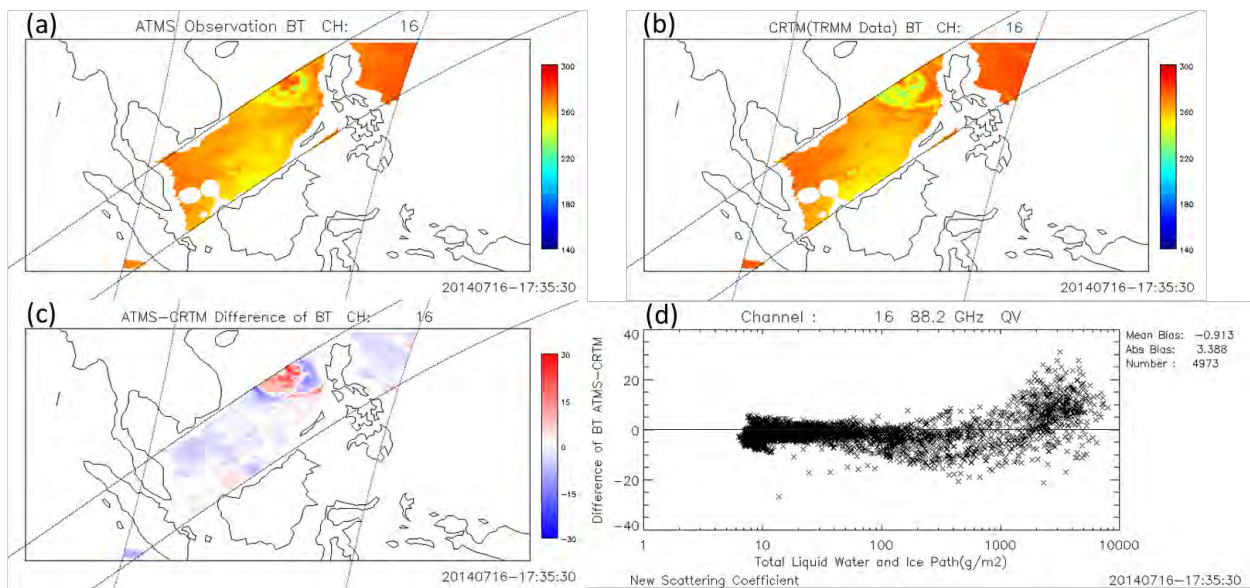 (a) ATMS Observation BT CH: 16
300
260
220
180
140
20140716-17:35:30
(b) CRTM(TRMM Data) BT CH: 16
300
260
220
180
140
20140716-17:35:30
(c) ATMS-CRTM Difference of BT CH: 16
30
15
0
-15
-30
20140716-17:35:30
(d) Channel : 16 88.2 GHz QV
Mean Bias: -0.913
Abs Bias: 3.388
Number : 4973
Difference of BT ATMS-CRTM
40
20
0
-20
-40
1 10 100 1000 10000
Total Liquid Water and Ice Path(g/m2)
New Scattering Coefficient 20140716-17:35:30